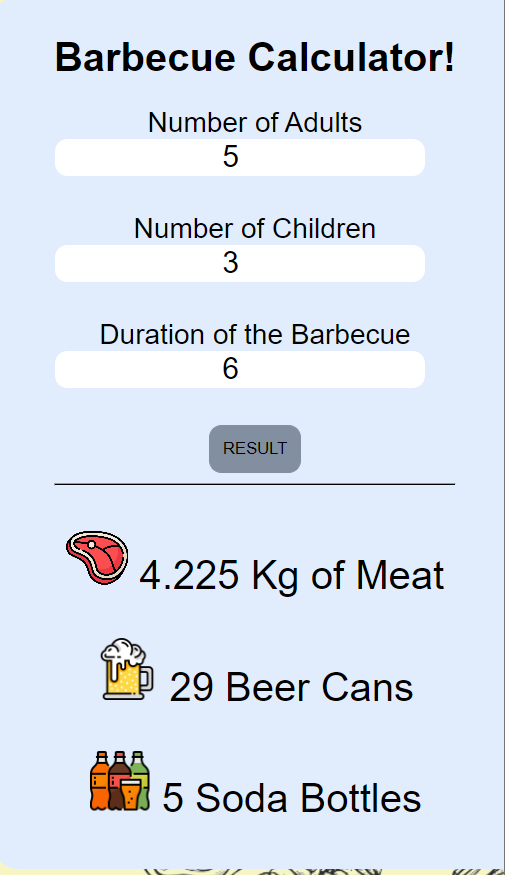 Barbecue Calculator!
Number of Adults
5
Number of Children
3
Duration of the Barbecue
6
RESULT
4.225 Kg of Meat
29 Beer Cans
5 Soda Bottles